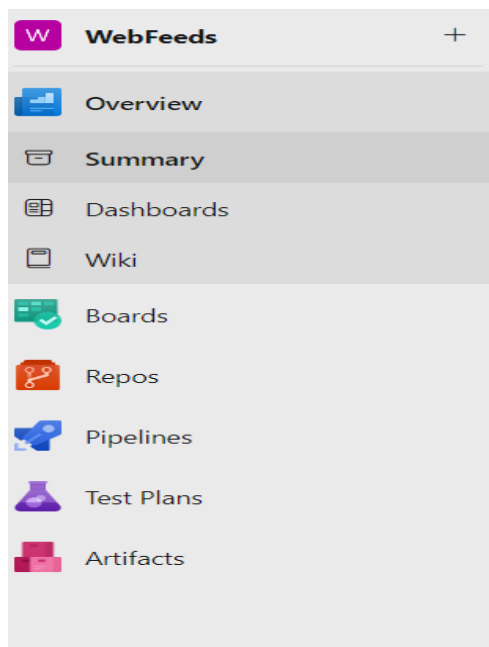 W WebFeeds +
Overview
Summary
Dashboards
Wiki
Boards
Repos
Pipelines
Test Plans
Artifacts